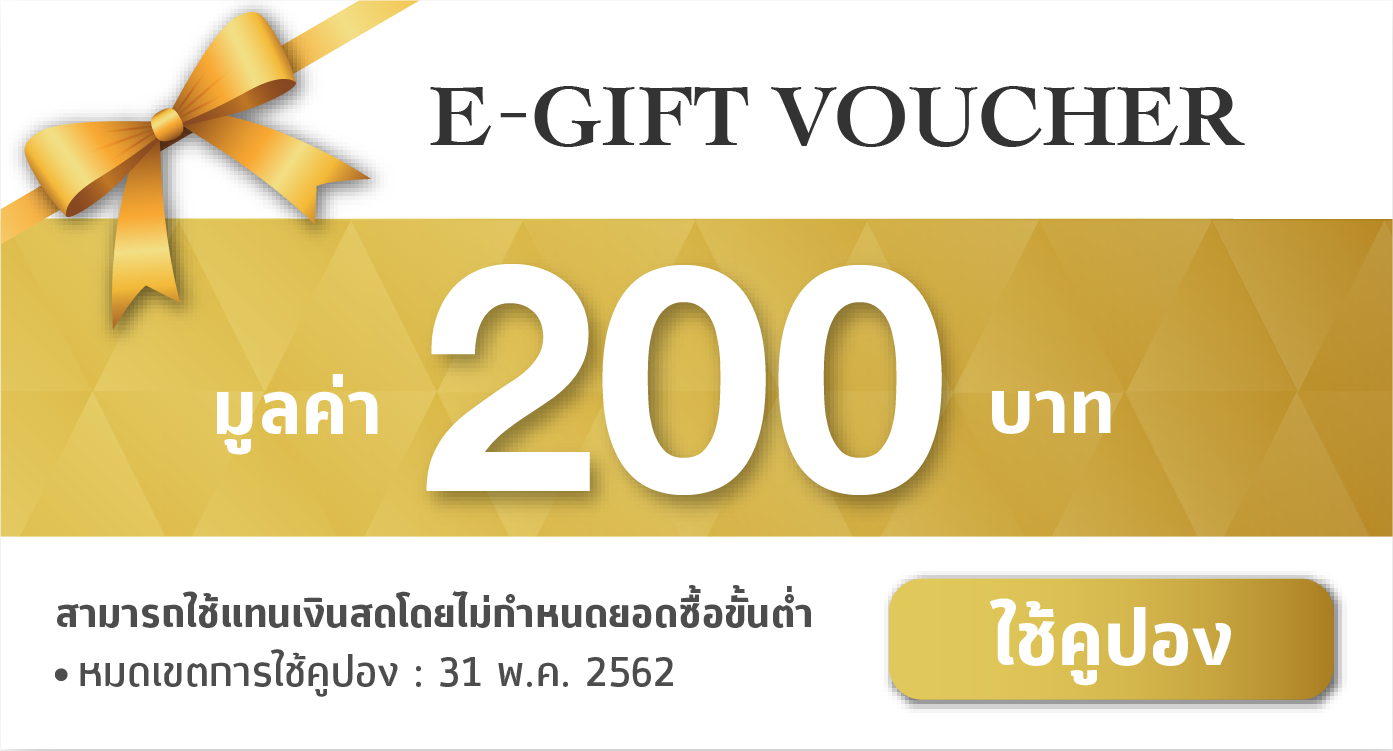 E-GIFT VOUCHER
มูลค่า 200 บาท
สามารถใช้แทนเงินสดโดยไม่กำหนดยอดซื้อขั้นต่ำ
• หมดเขตการใช้คูปอง : 31 พ.ค. 2562
ใช้คูปอง